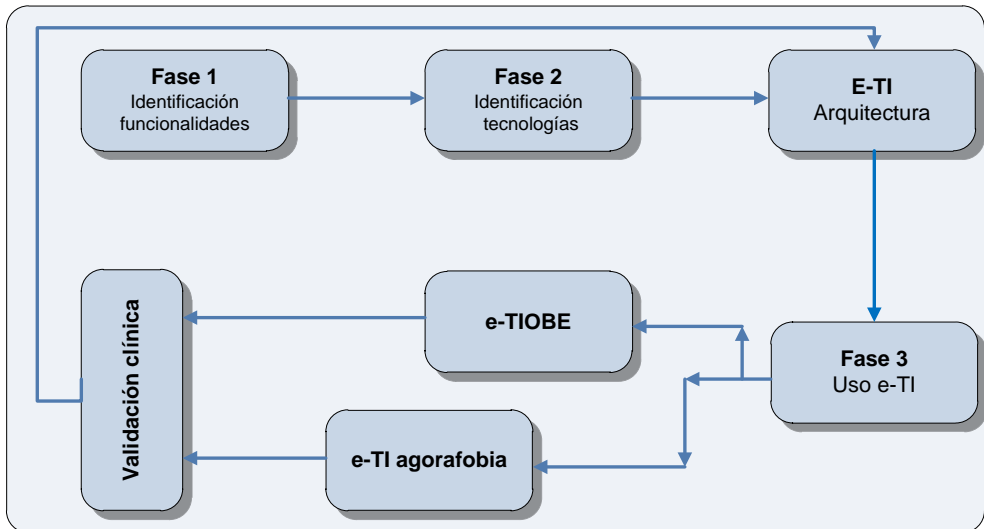 Fase 1
Identificación
funcionalidades
Fase 2
Identificación
tecnologías
E-TI
Arquitectura
Validación clínica
e-TIOBE
Fase 3
Uso e-TI
e-TI agorafobia